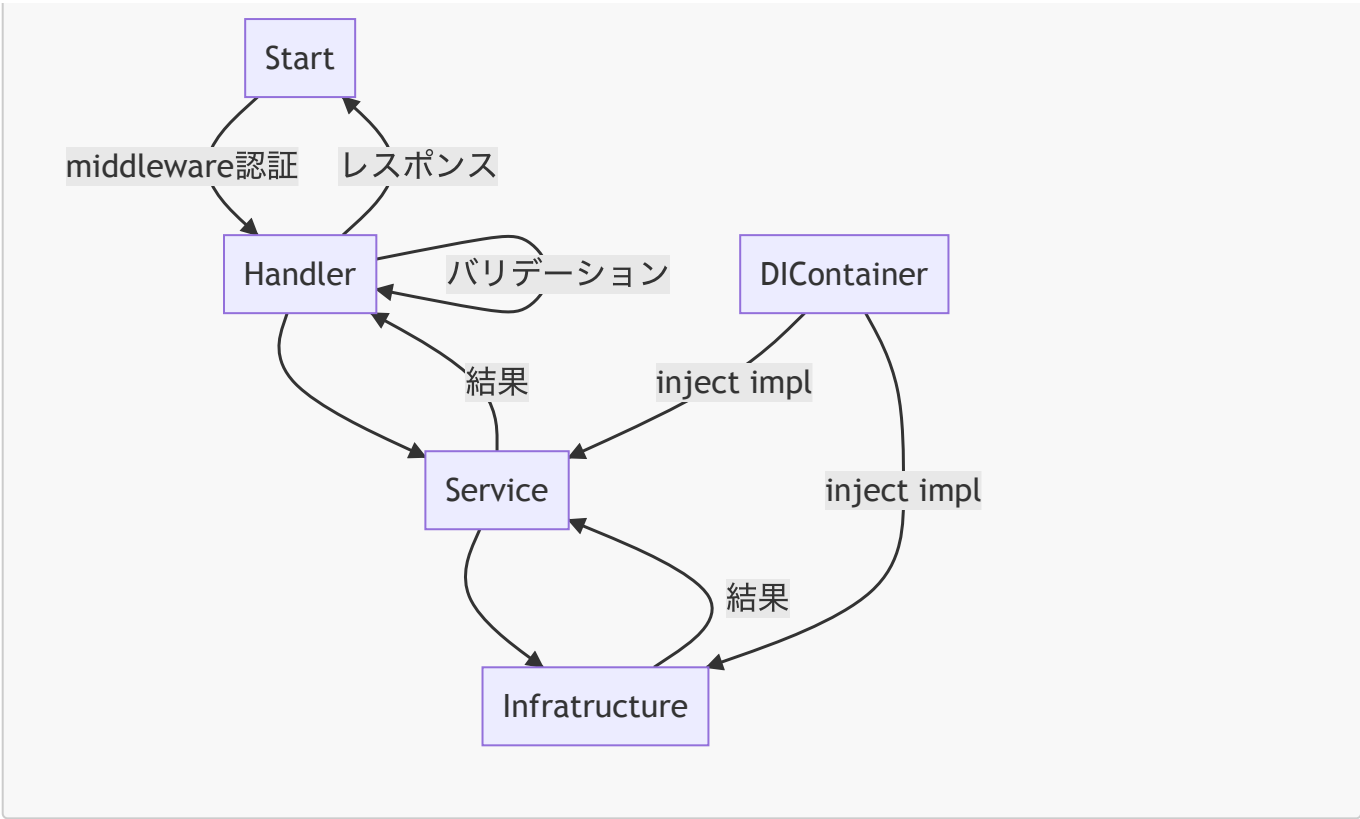 Start
middleware認証
レスポンス
Handler
バリデーション
DIContainer
結果
inject impl
Service
inject impl
結果
Infratructure